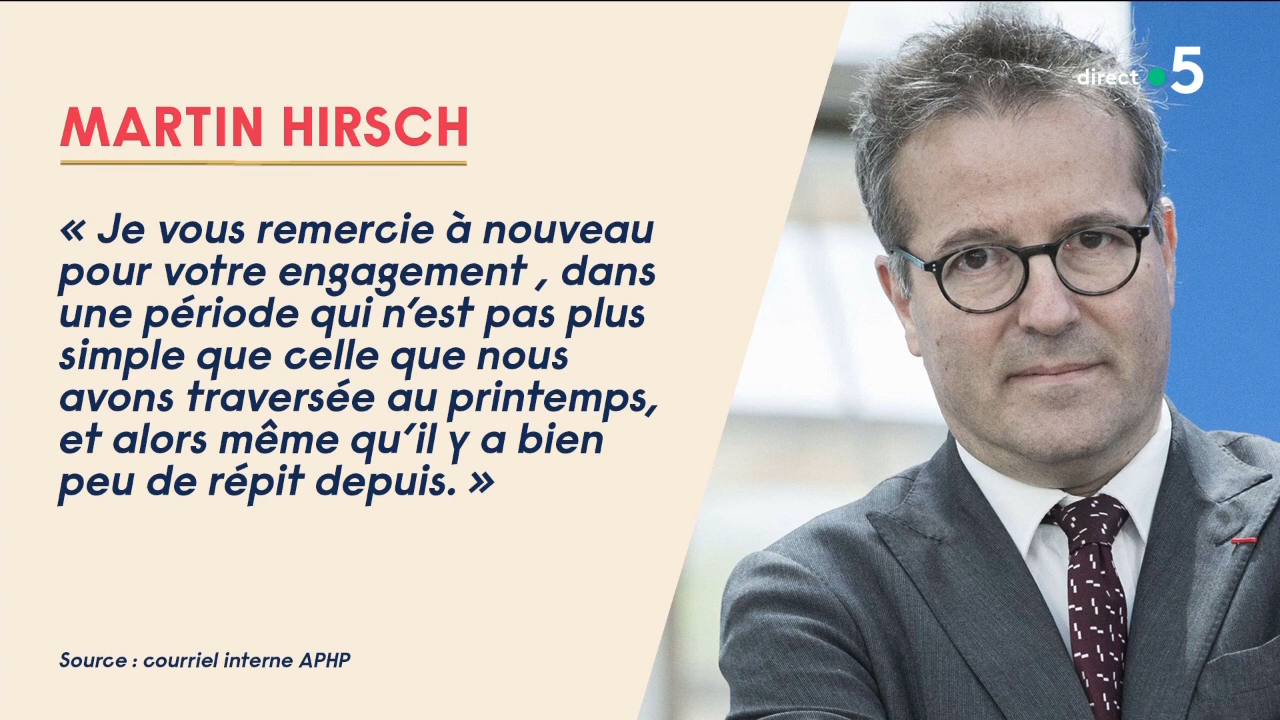 direct 5
MARTIN HIRSCH
« Je vous remercie à nouveau
pour votre engagement , dans
une période qui n’est pas plus
simple que celle que nous
avons traversée au printemps,
et alors même qu’il y a bien
peu de répit depuis. »
Source : courriel interne APHP